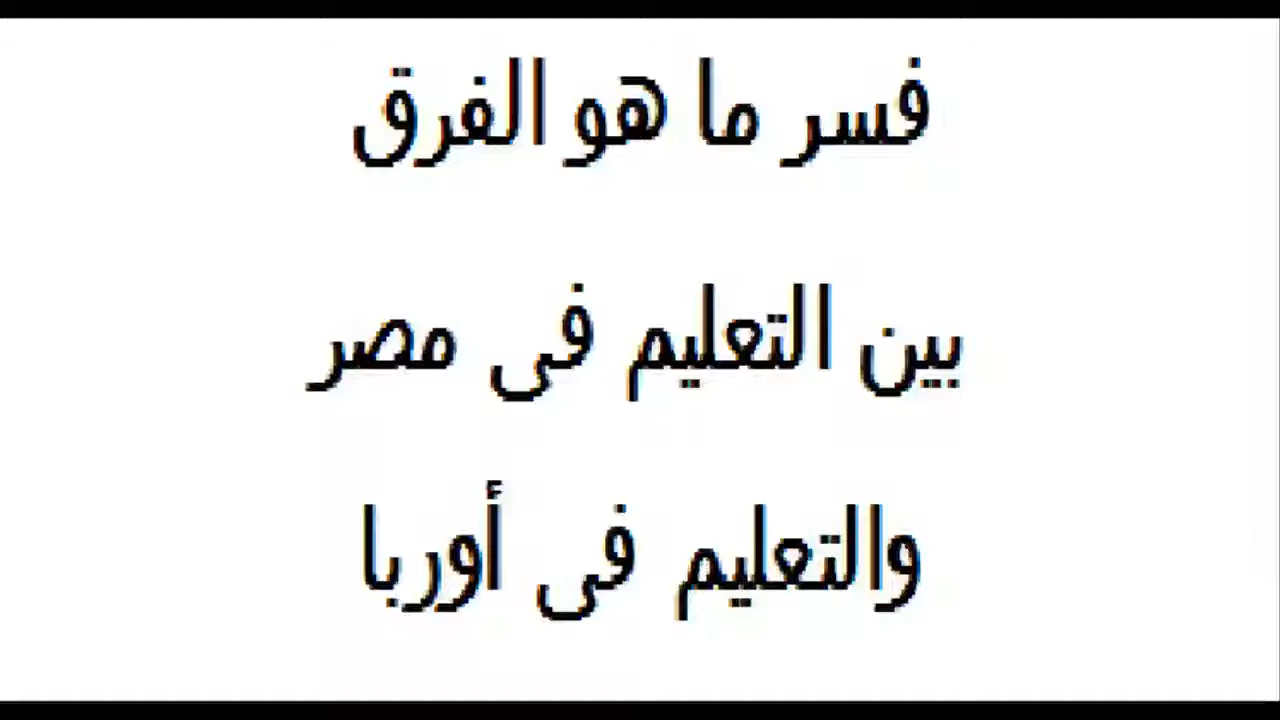 فسر ما هو الفرق
بين التعليم فى مصر
والتعليم فى أوربا